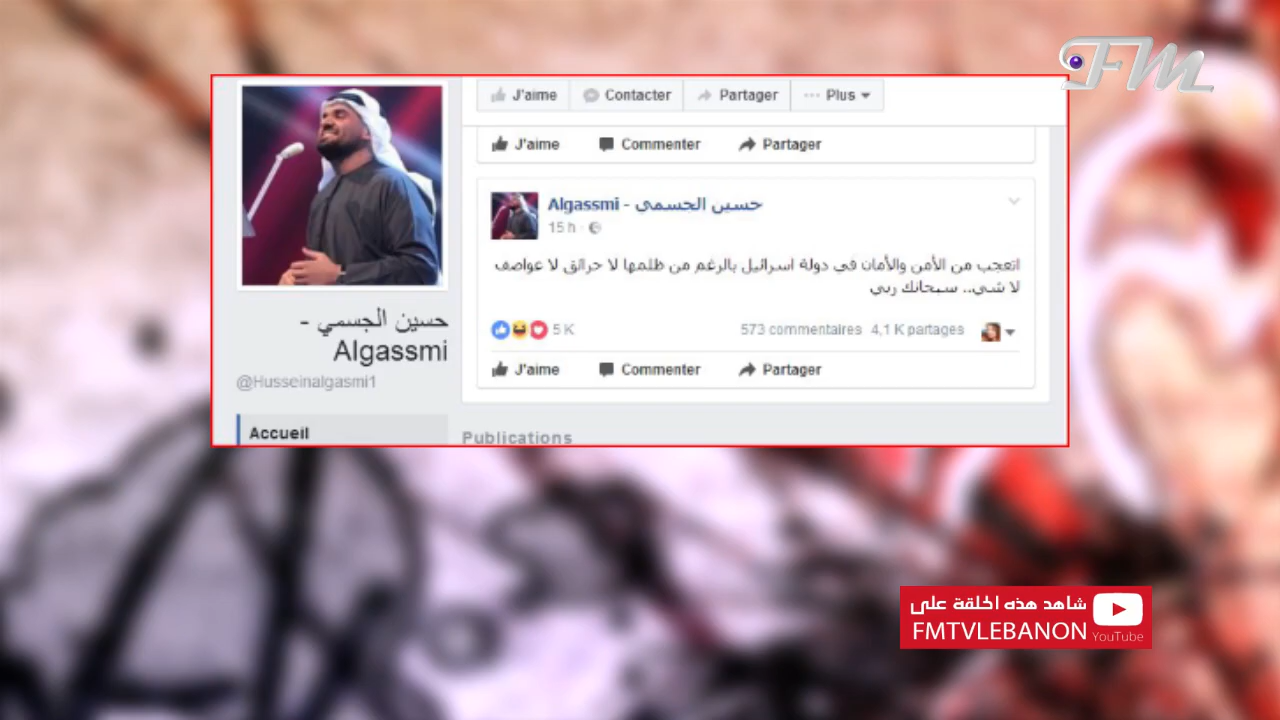 FM
J'aime Contacter Partager Plus
J'aime Commenter Partager
Algassmi - حسين الجسمي
15 h
اتعجب من الأمن والأمان في دولة اسرائيل بالرغم من ظلمها لا حرائق لا عواصف
لا شي.. سبحانك ربي
5 K 573 commentaires 4,1 K partages
J'aime Commenter Partager
حسين الجسمي -
Algassmi
@Husseinalgasmi1
Accueil
Publications
شاهد هذه الحلقة على
FMTVLEBANON YouTube